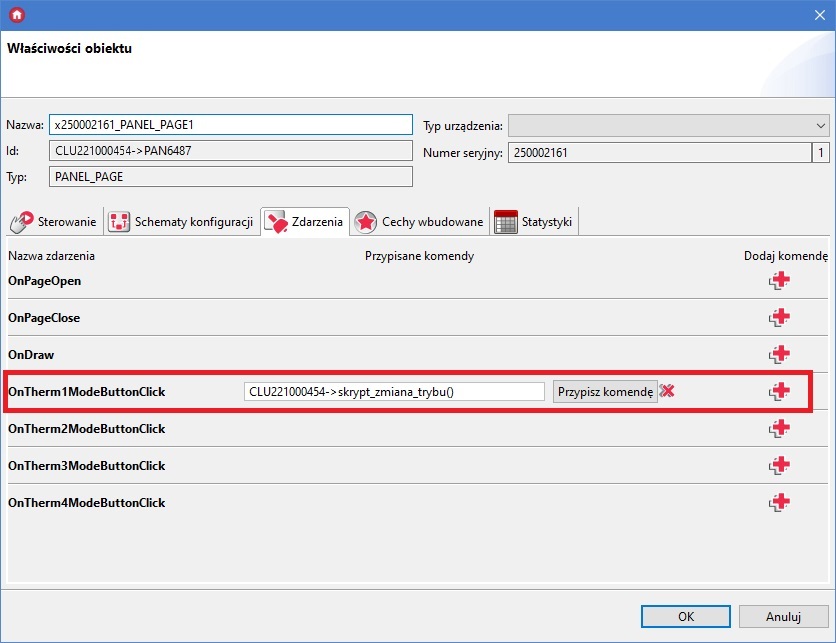 Właściwości obiektu
Nazwa: x250002161_PANEL_PAGE1 Typ urządzenia:
Id: CLU221000454->PAN6487 Numer seryjny: 250002161 1
Typ: PANEL_PAGE
Sterowanie Schematy konfiguracji Zdarzenia Cechy wbudowane Statystyki
Nazwa zdarzenia Przypisane komendy Dodaj komendę
OnPageOpen
OnPageClose
OnDraw
OnTherm1ModeButtonClick CLU221000454->skrypt_zmiana_trybu() Przypisz komendę
OnTherm2ModeButtonClick
OnTherm3ModeButtonClick
OnTherm4ModeButtonClick
OK Anuluj